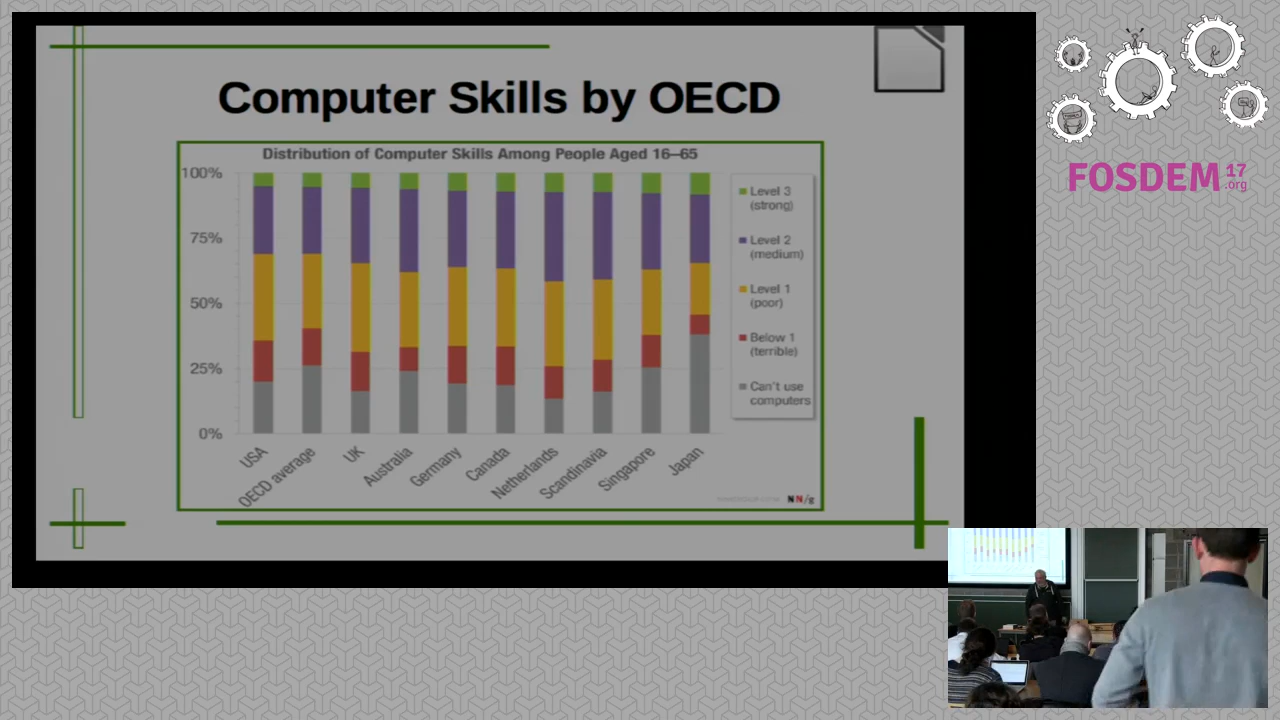 Computer Skills by OECD
Distribution of Computer Skills Among People Aged 16–65
100%
75%
50%
25%
0%
USA
OECD average
UK
Australia
Germany
Canada
Netherlands
Scandinavia
Singapore
Japan
Level 3
(strong)
Level 2
(medium)
Level 1
(poor)
Below 1
(terrible)
Can't use
computers
NN/g
FOSDEM 17
.org